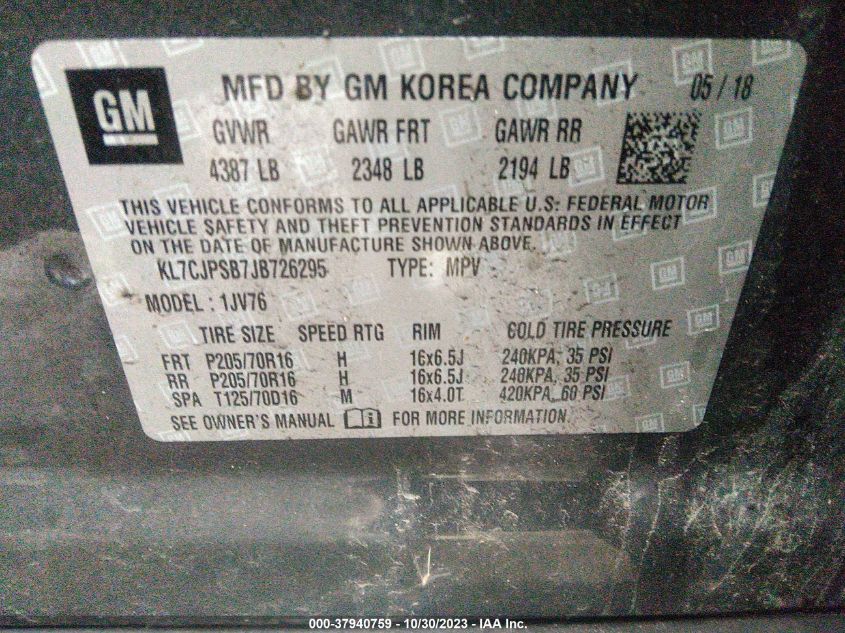 GM
MFD BY GM KOREA COMPANY 05 / 18
GVWR GAWR FRT GAWR RR
4387 LB 2348 LB 2194 LB
THIS VEHICLE CONFORMS TO ALL APPLICABLE U.S. FEDERAL MOTOR
VEHICLE SAFETY AND THEFT PREVENTION STANDARDS IN EFFECT
ON THE DATE OF MANUFACTURE SHOWN ABOVE.
KL7CJPSB7JB726295 TYPE: MPV
MODEL : 1JV76
TIRE SIZE SPEED RTG RIM COLD TIRE PRESSURE
FRT P205/70R16 H 16x6.5J 240KPA, 35 PSI
RR P205/70R16 H 16x6.5J 240KPA, 35 PSI
SPA T125/70D16 M 16x4.0T 420KPA, 60 PSI
SEE OWNER'S MANUAL FOR MORE INFORMATION.
000-37940759 - 10/30/2023 - IAA Inc.